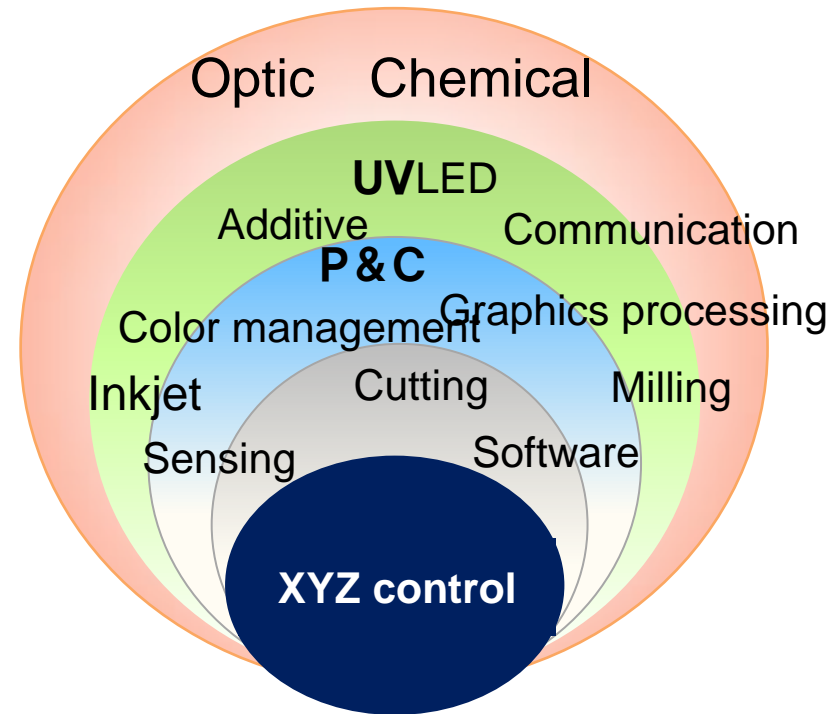 Optic Chemical
UVLED
Additive
Communication
P & C
Graphics processing
Color management
Cutting
Milling
Inkjet
Sensing
Software
XYZ control